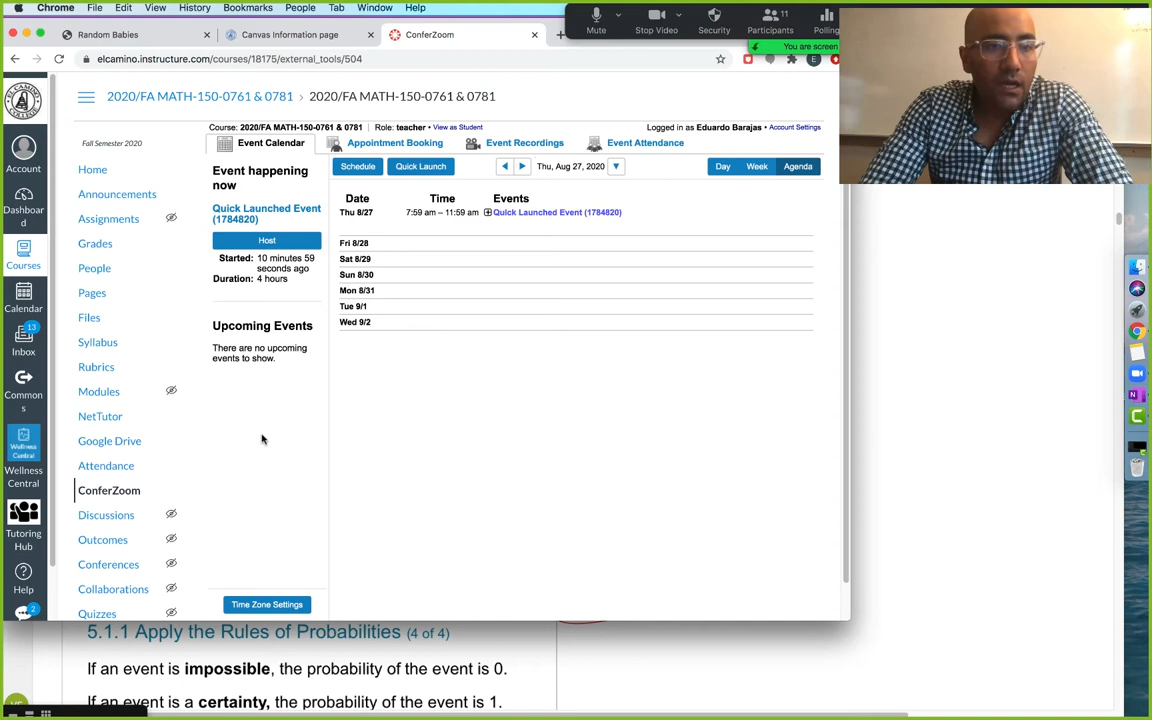 Chrome File Edit View History Bookmarks People Tab Window Help
Random Babies
Canvas Information page
ConferZoom
elcamino.instructure.com/courses/18175/external_tools/504
Mute
Stop Video
Security
11
Participants
Polling
You are screen
2020/FA MATH-150-0761 & 0781 › 2020/FA MATH-150-0761 & 0781
Course: 2020/FA MATH-150-0761 & 0781 Role: teacher • View as Student
Logged in as Eduardo Barajas • Account Settings
Fall Semester 2020
Event Calendar
Appointment Booking
Event Recordings
Event Attendance
Schedule
Quick Launch
Thu, Aug 27, 2020
Day
Week
Agenda
Account
Dashboar
d
Courses
Calendar
13
Inbox
Common
s
Wellness
Central
Wellness
Central
Tutoring
Hub
Help
2
Home
Announcements
Assignments
Grades
People
Pages
Files
Syllabus
Rubrics
Modules
NetTutor
Google Drive
Attendance
ConferZoom
Discussions
Outcomes
Conferences
Collaborations
Quizzes
Event happening
now
Quick Launched Event
(1784820)
Host
Started: 10 minutes 59
seconds ago
Duration: 4 hours
Upcoming Events
There are no upcoming
events to show.
Time Zone Settings
Date Time Events
Thu 8/27 7:59 am – 11:59 am Quick Launched Event (1784820)
Fri 8/28
Sat 8/29
Sun 8/30
Mon 8/31
Tue 9/1
Wed 9/2
5.1.1 Apply the Rules of Probabilities (4 of 4)
If an event is impossible, the probability of the event is 0.
If an event is a certainty, the probability of the event is 1.